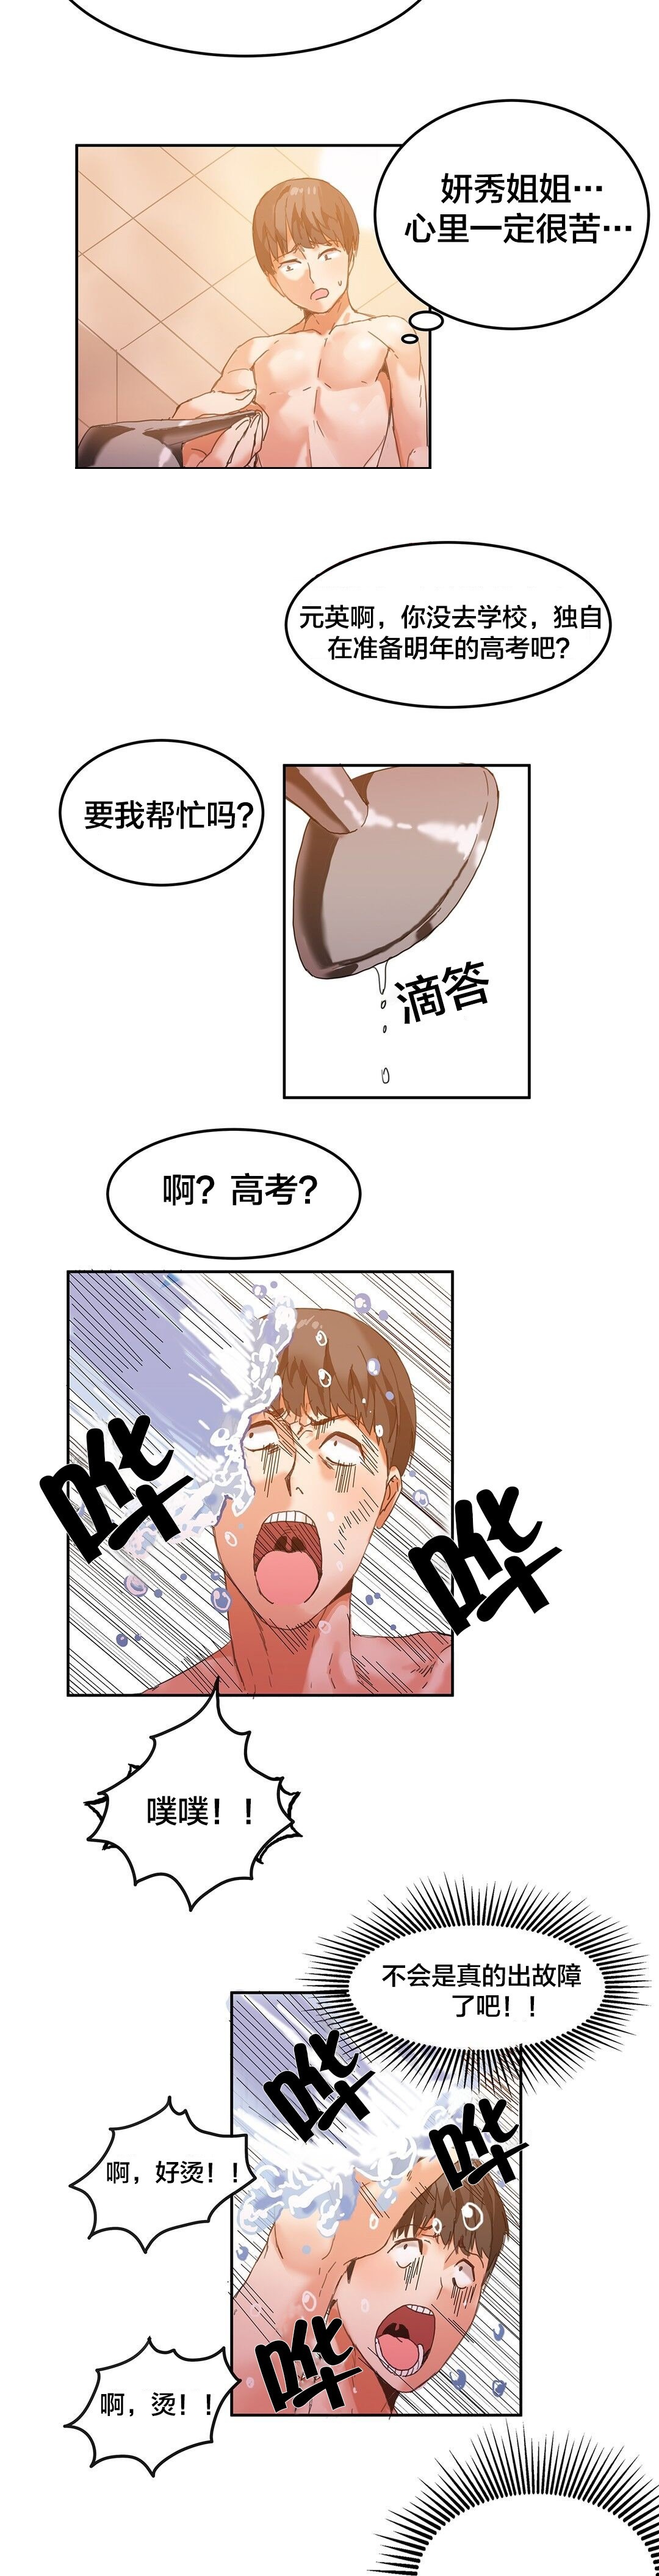 妍秀姐姐…
心里一定很苦…
元英啊，你没去学校，独自
在准备明年的高考吧？
要我帮忙吗？
滴答
啊？高考？
哗
哗
噗噗！！
不会是真的出故障
了吧！！
哗
哗
啊，好烫！！
哗
啊，烫！！